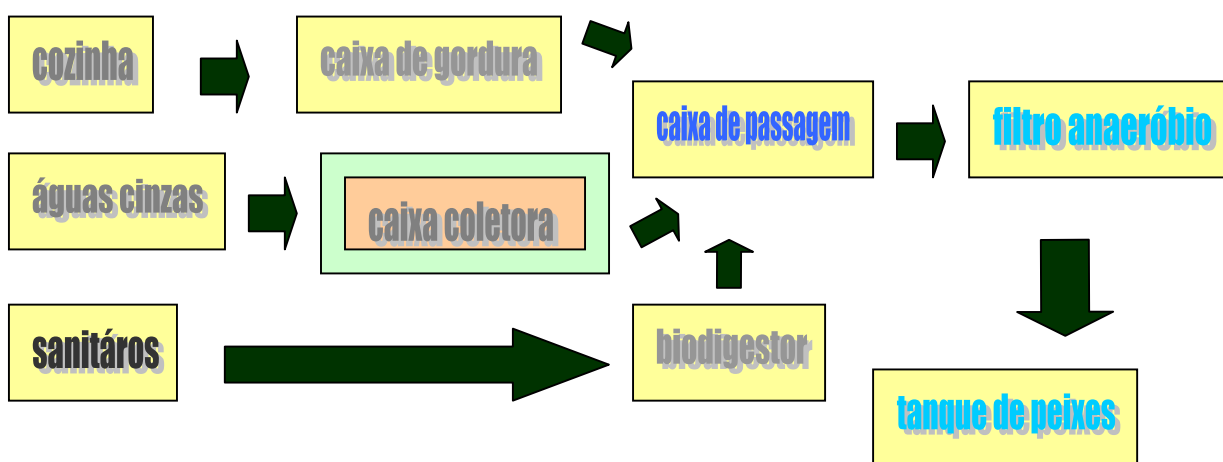 cozinha
caixa de gordura
caixa de passagem
filtro anaeróbio
águas cinzas
caixa coletora
sanitáros
biodigestor
tanque de peixes